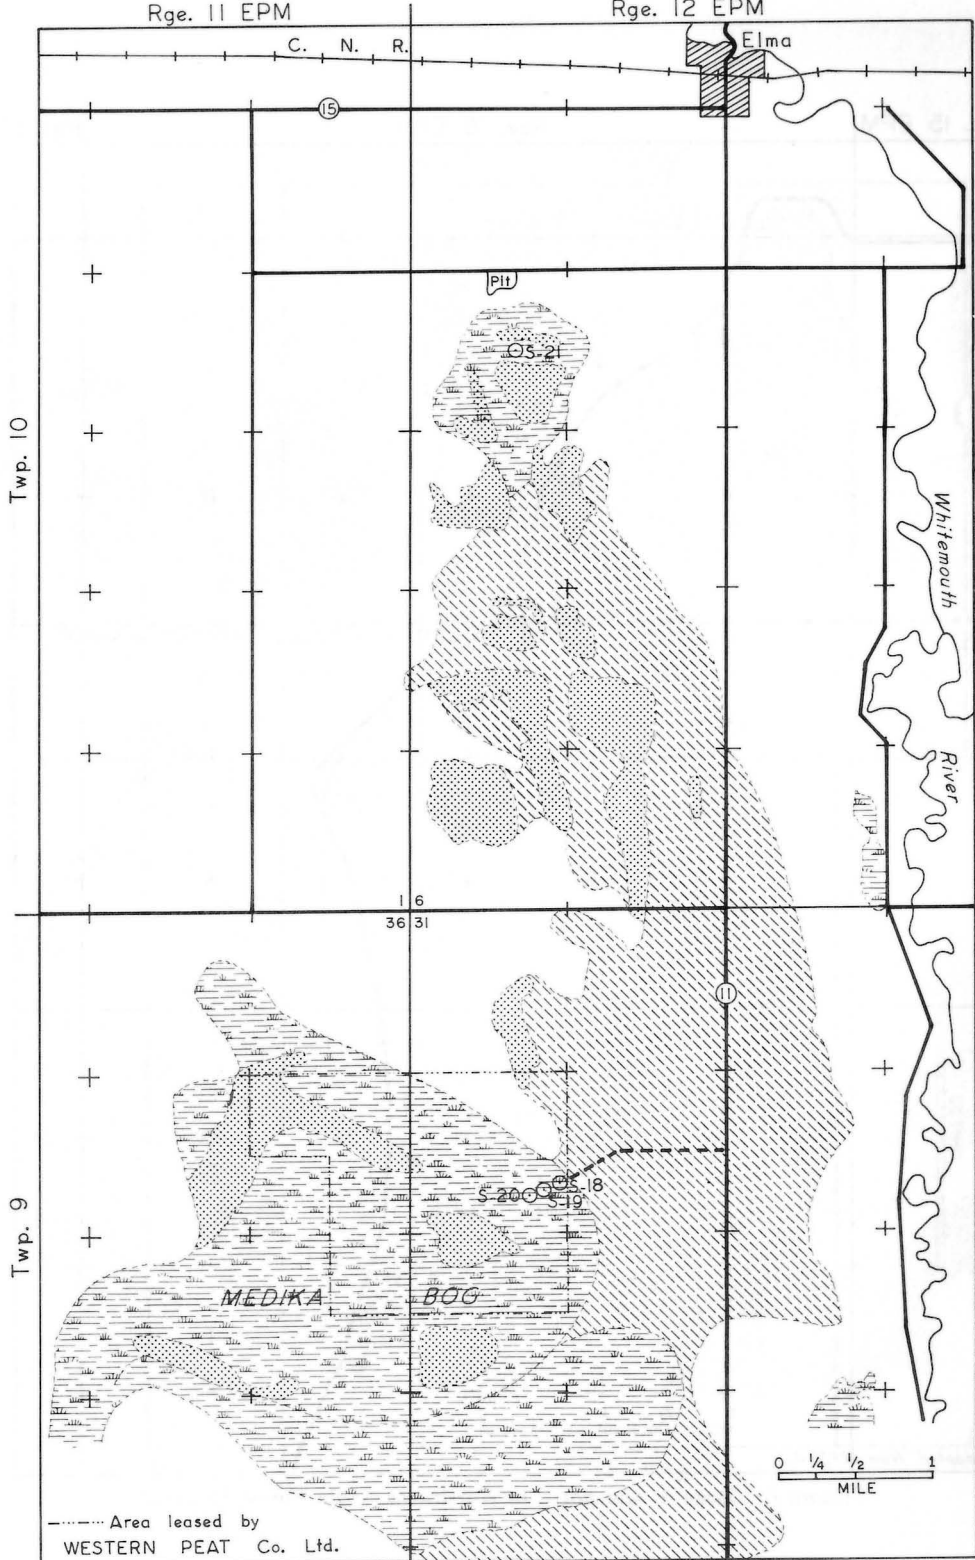 Rge. 11 EPM
Rge. 12 EPM
C. N. R.
Elma
15
Pit
S-21
Twp. 10
Whitemouth
River
1 6
36 31
11
S-20
S-18
S-19
Twp. 9
MEDIKA BOG
0 1/4 1/2 1
MILE
Area leased by
WESTERN PEAT Co. Ltd.